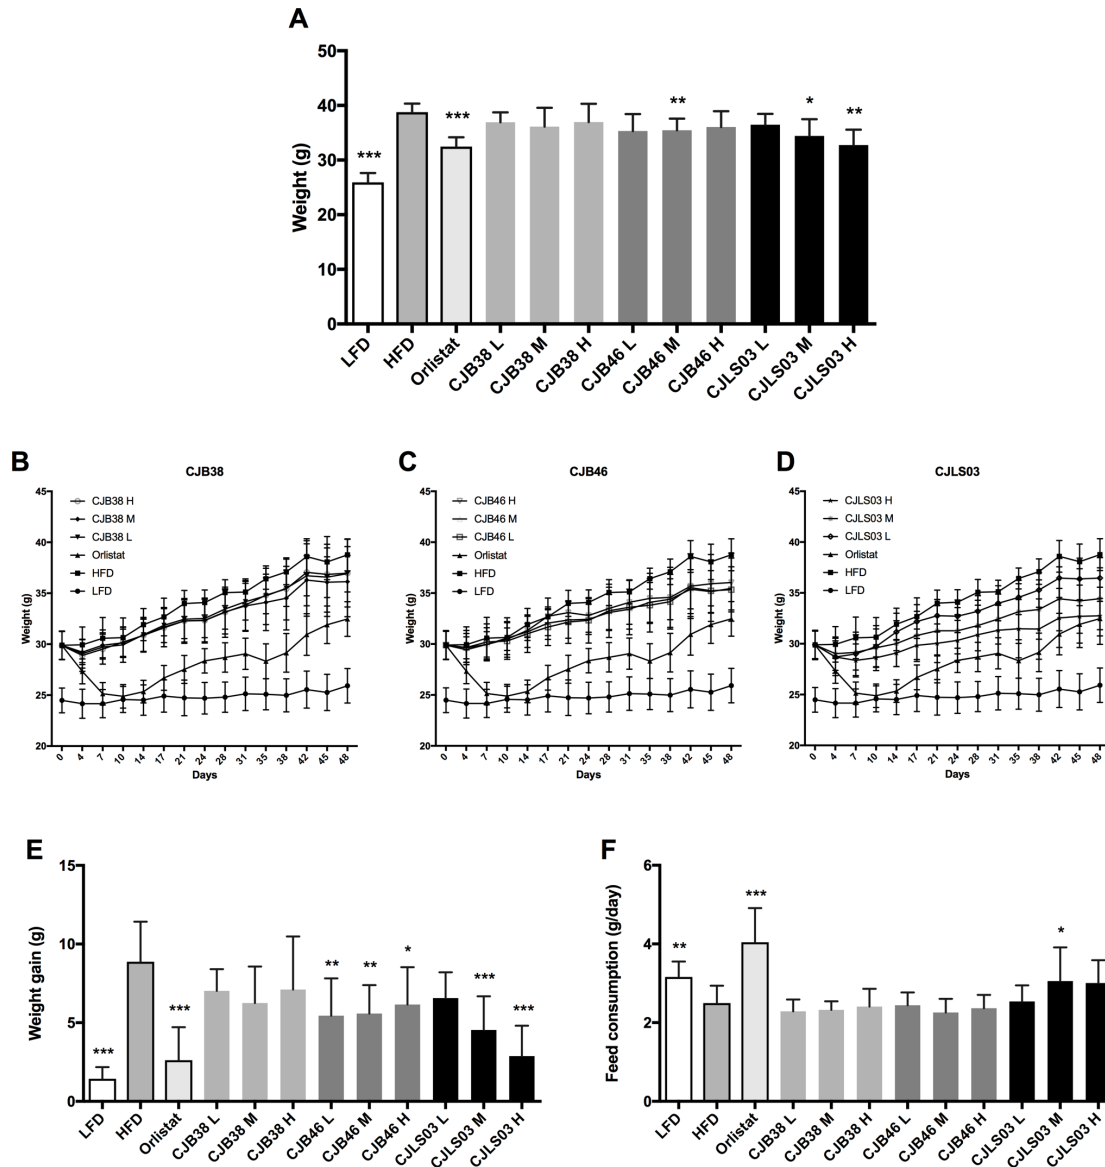 A
50
40
30
20
10
0
Weight (g)
***
***
**
*
**
LFD
HFD
Orlistat
CJB38 L
CJB38 M
CJB38 H
CJB46 L
CJB46 M
CJB46 H
CJLS03 L
CJLS03 M
CJLS03 H
B
CJB38
45
40
35
30
25
20
Weight (g)
CJB38 H
CJB38 M
CJB38 L
Orlistat
HFD
LFD
0 4 7 10 14 17 21 24 28 31 35 38 42 45 48
Days
C
CJB46
45
40
35
30
25
20
Weight (g)
CJB46 H
CJB46 M
CJB46 L
Orlistat
HFD
LFD
0 4 7 10 14 17 21 24 28 31 35 38 42 45 48
Days
D
CJLS03
45
40
35
30
25
20
Weight (g)
CJLS03 H
CJLS03 M
CJLS03 L
Orlistat
HFD
LFD
0 4 7 10 14 17 21 24 28 31 35 38 42 45 48
Days
E
15
10
5
0
Weight gain (g)
***
***
**
**
*
***
***
LFD
HFD
Orlistat
CJB38 L
CJB38 M
CJB38 H
CJB46 L
CJB46 M
CJB46 H
CJLS03 L
CJLS03 M
CJLS03 H
F
6
4
2
0
Feed consumption (g/day)
**
***
*
LFD
HFD
Orlistat
CJB38 L
CJB38 M
CJB38 H
CJB46 L
CJB46 M
CJB46 H
CJLS03 L
CJLS03 M
CJLS03 H